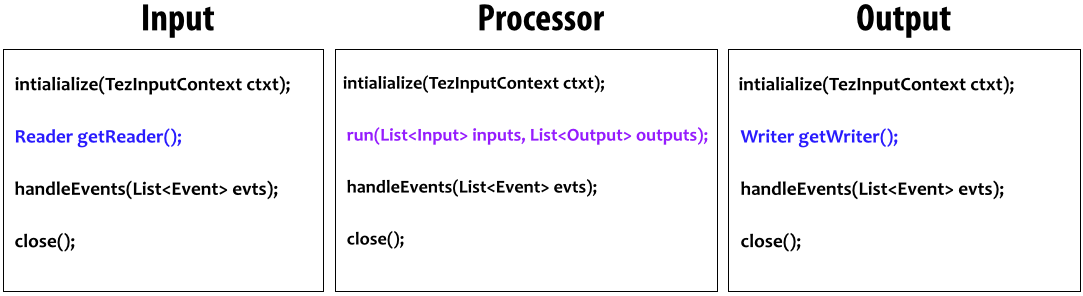 Input
intialialize(TezInputContext ctxt);
Reader getReader();
handleEvents(List<Event> evts);
close();
Processor
intialialize(TezInputContext ctxt);
run(List<Input> inputs, List<Output> outputs);
handleEvents(List<Event> evts);
close();
Output
intialialize(TezInputContext ctxt);
Writer getWriter();
handleEvents(List<Event> evts);
close();